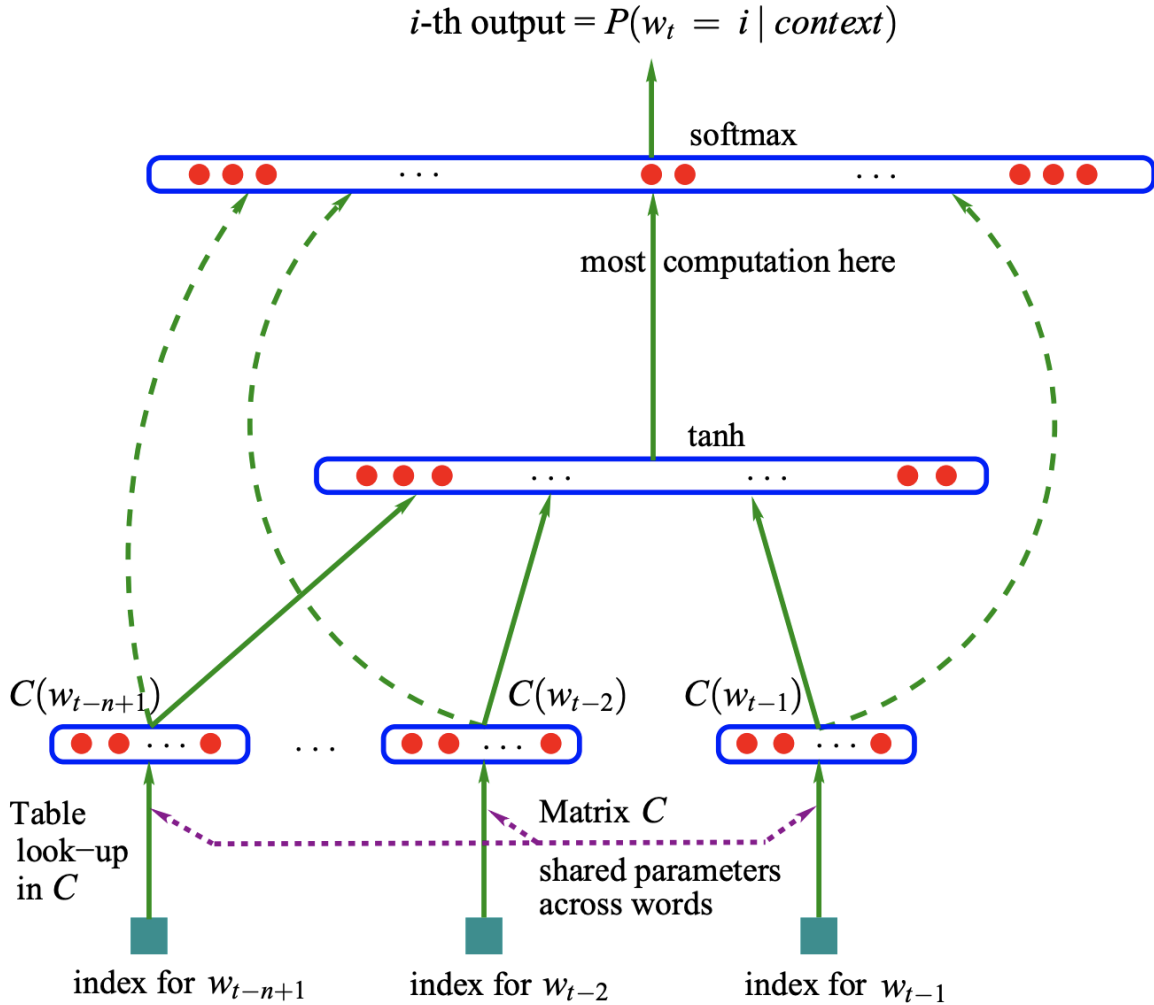 i-th output = P(w_t = i | context)
softmax
. . .
. . .
most computation here
tanh
. . .
. . .
C(w_{t−n+1})
C(w_{t−2})
C(w_{t−1})
. . .
. . .
. . .
. . .
Table
look−up
in C
Matrix C
shared parameters
across words
index for w_{t−n+1}
index for w_{t−2}
index for w_{t−1}